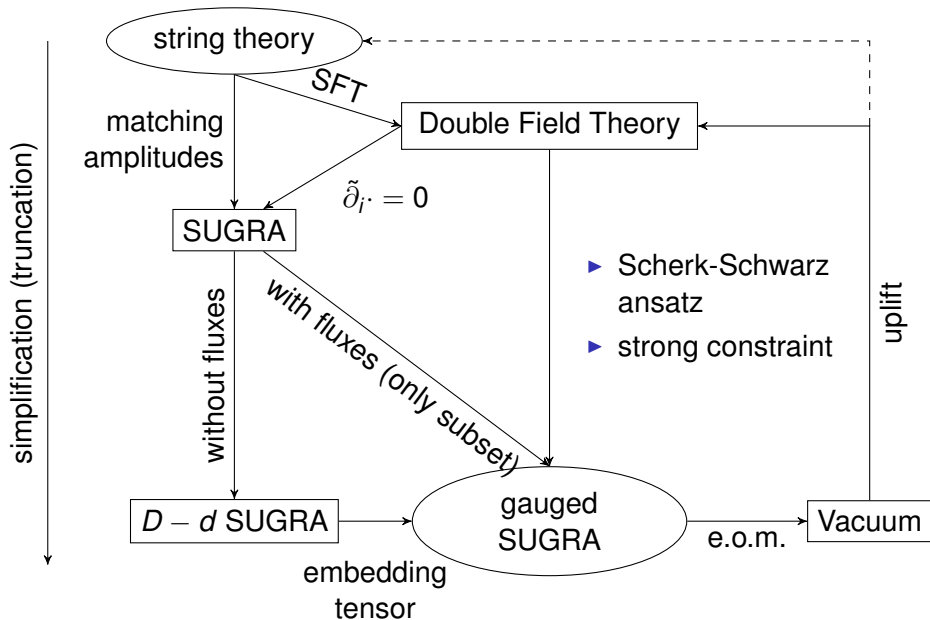 string theory
SFT
matching
amplitudes
Double Field Theory
∂̃ᵢ· = 0
SUGRA
simplification (truncation)
without fluxes
with fluxes (only subset)
► Scherk-Schwarz
ansatz
► strong constraint
uplift
D − d SUGRA
embedding
tensor
gauged
SUGRA
e.o.m.
Vacuum